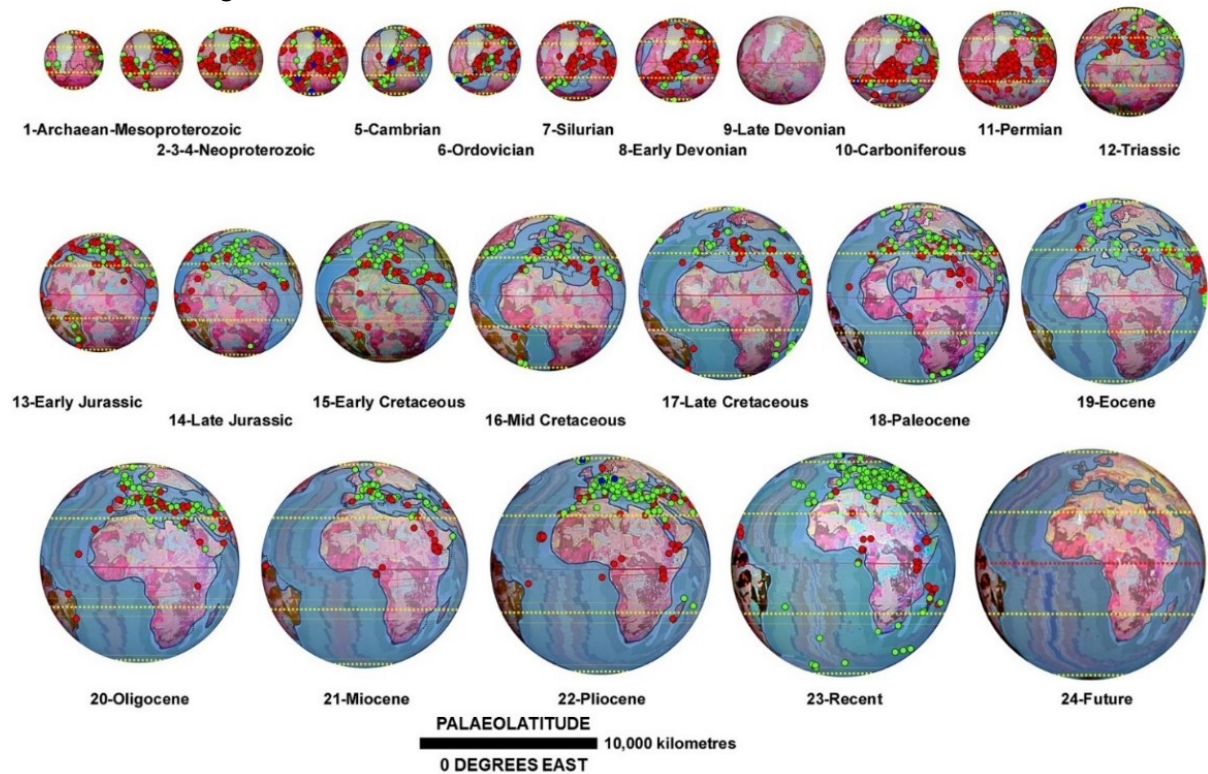 1-Archaean-Mesoproterozoic
5-Cambrian
7-Silurian
9-Late Devonian
11-Permian
2-3-4-Neoproterozoic
6-Ordovician
8-Early Devonian
10-Carboniferous
12-Triassic
13-Early Jurassic
14-Late Jurassic
15-Early Cretaceous
16-Mid Cretaceous
17-Late Cretaceous
18-Paleocene
19-Eocene
20-Oligocene
21-Miocene
22-Pliocene
23-Recent
24-Future
PALAEOLATITUDE
10,000 kilometres
0 DEGREES EAST